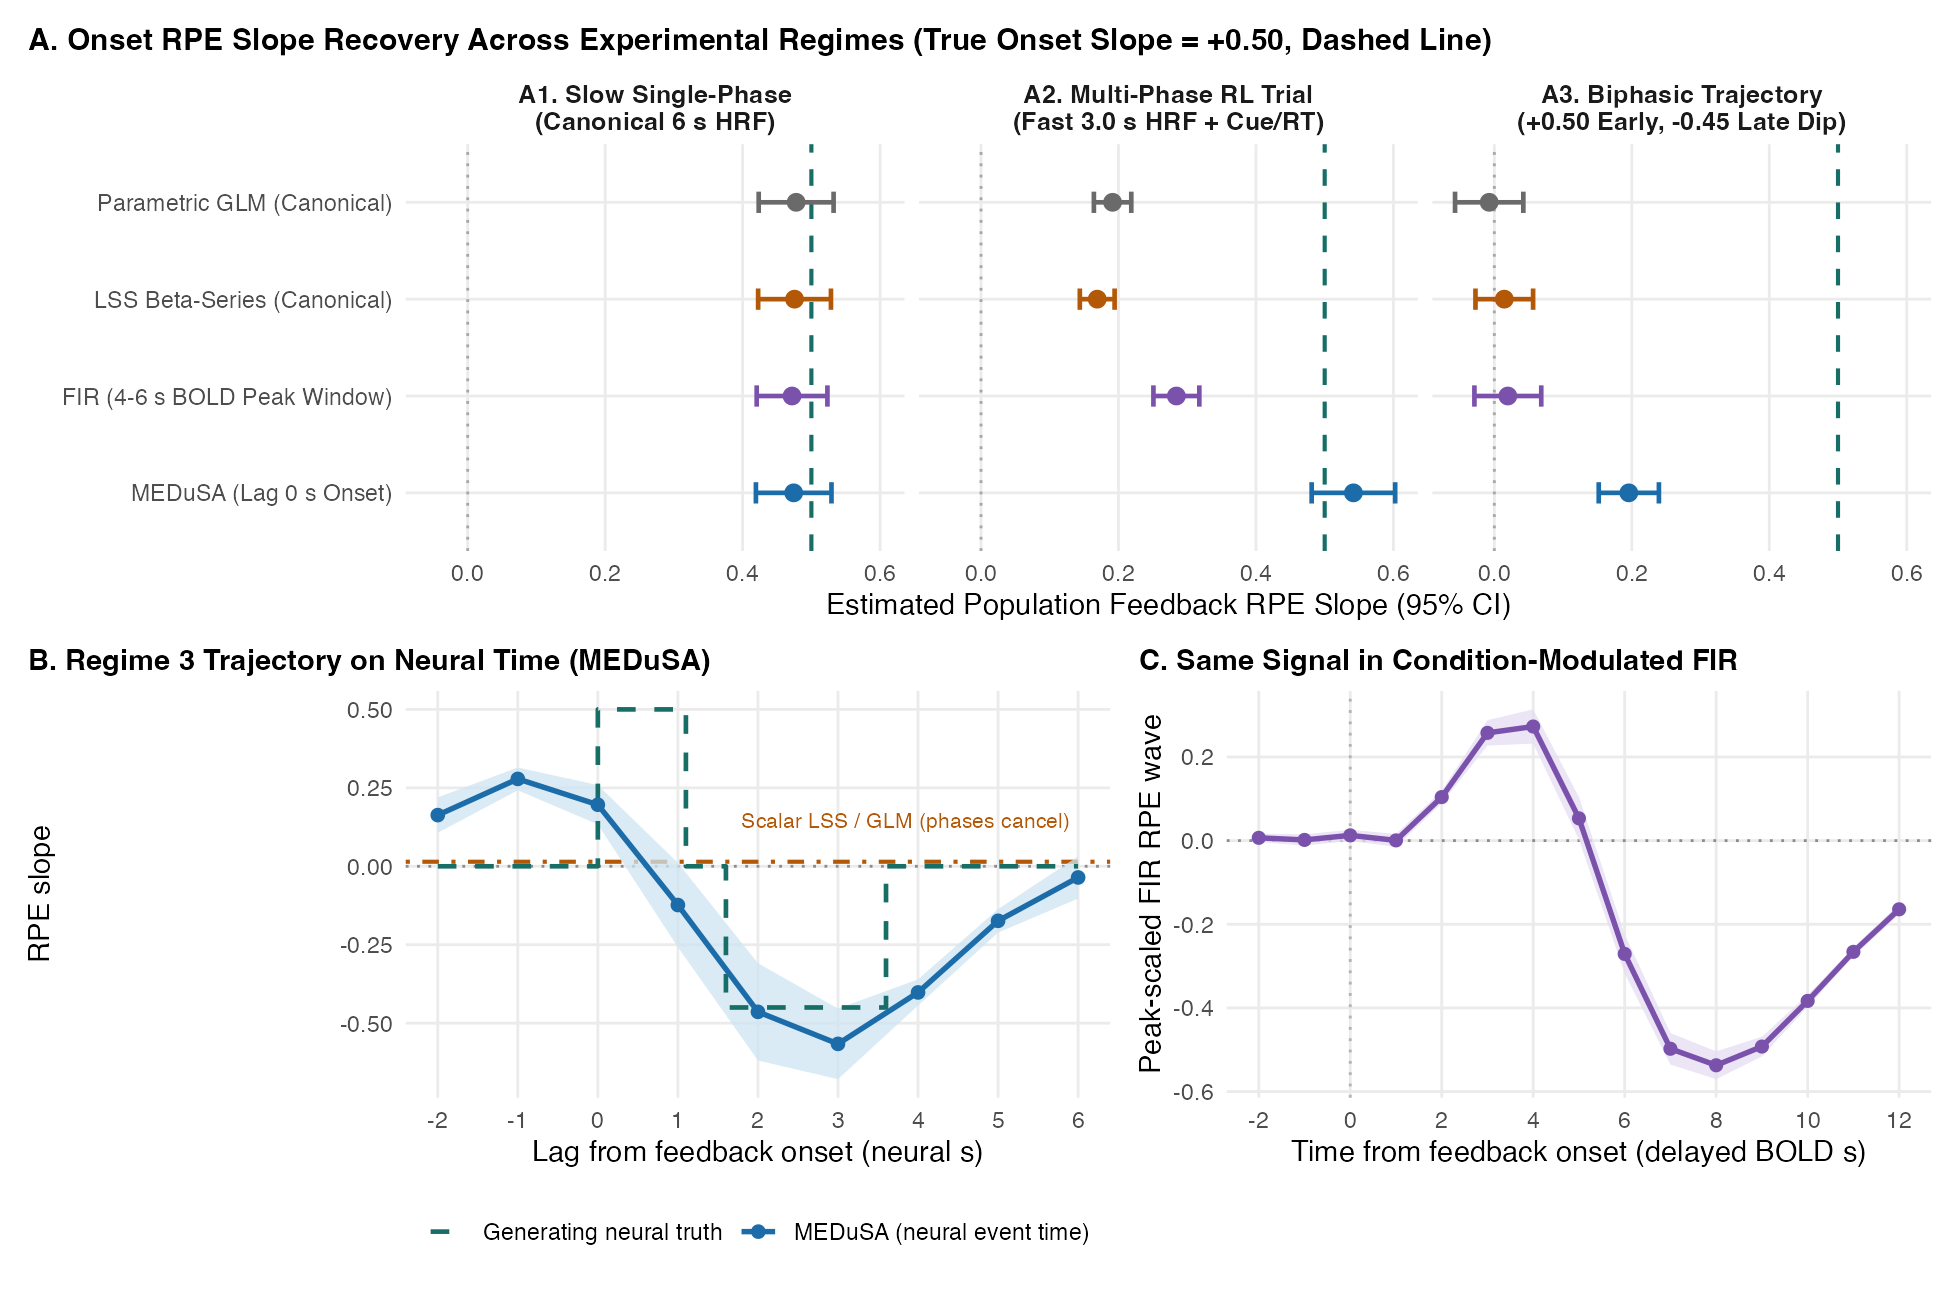 A. Onset RPE Slope Recovery Across Experimental Regimes (True Onset Slope = +0.50, Dashed Line)
A1. Slow Single-Phase
(Canonical 6 s HRF)
A2. Multi-Phase RL Trial
(Fast 3.0 s HRF + Cue/RT)
A3. Biphasic Trajectory
(+0.50 Early, -0.45 Late Dip)
Parametric GLM (Canonical)
LSS Beta-Series (Canonical)
FIR (4-6 s BOLD Peak Window)
MEDuSA (Lag 0 s Onset)
0.0 0.2 0.4 0.6
0.0 0.2 0.4 0.6
0.0 0.2 0.4 0.6
Estimated Population Feedback RPE Slope (95% CI)
B. Regime 3 Trajectory on Neural Time (MEDuSA)
RPE slope
0.50
0.25
0.00
-0.25
-0.50
Scalar LSS / GLM (phases cancel)
-2 -1 0 1 2 3 4 5 6
Lag from feedback onset (neural s)
Generating neural truth
MEDuSA (neural event time)
C. Same Signal in Condition-Modulated FIR
Peak-scaled FIR RPE wave
0.2
0.0
-0.2
-0.4
-0.6
-2 0 2 4 6 8 10 12
Time from feedback onset (delayed BOLD s)